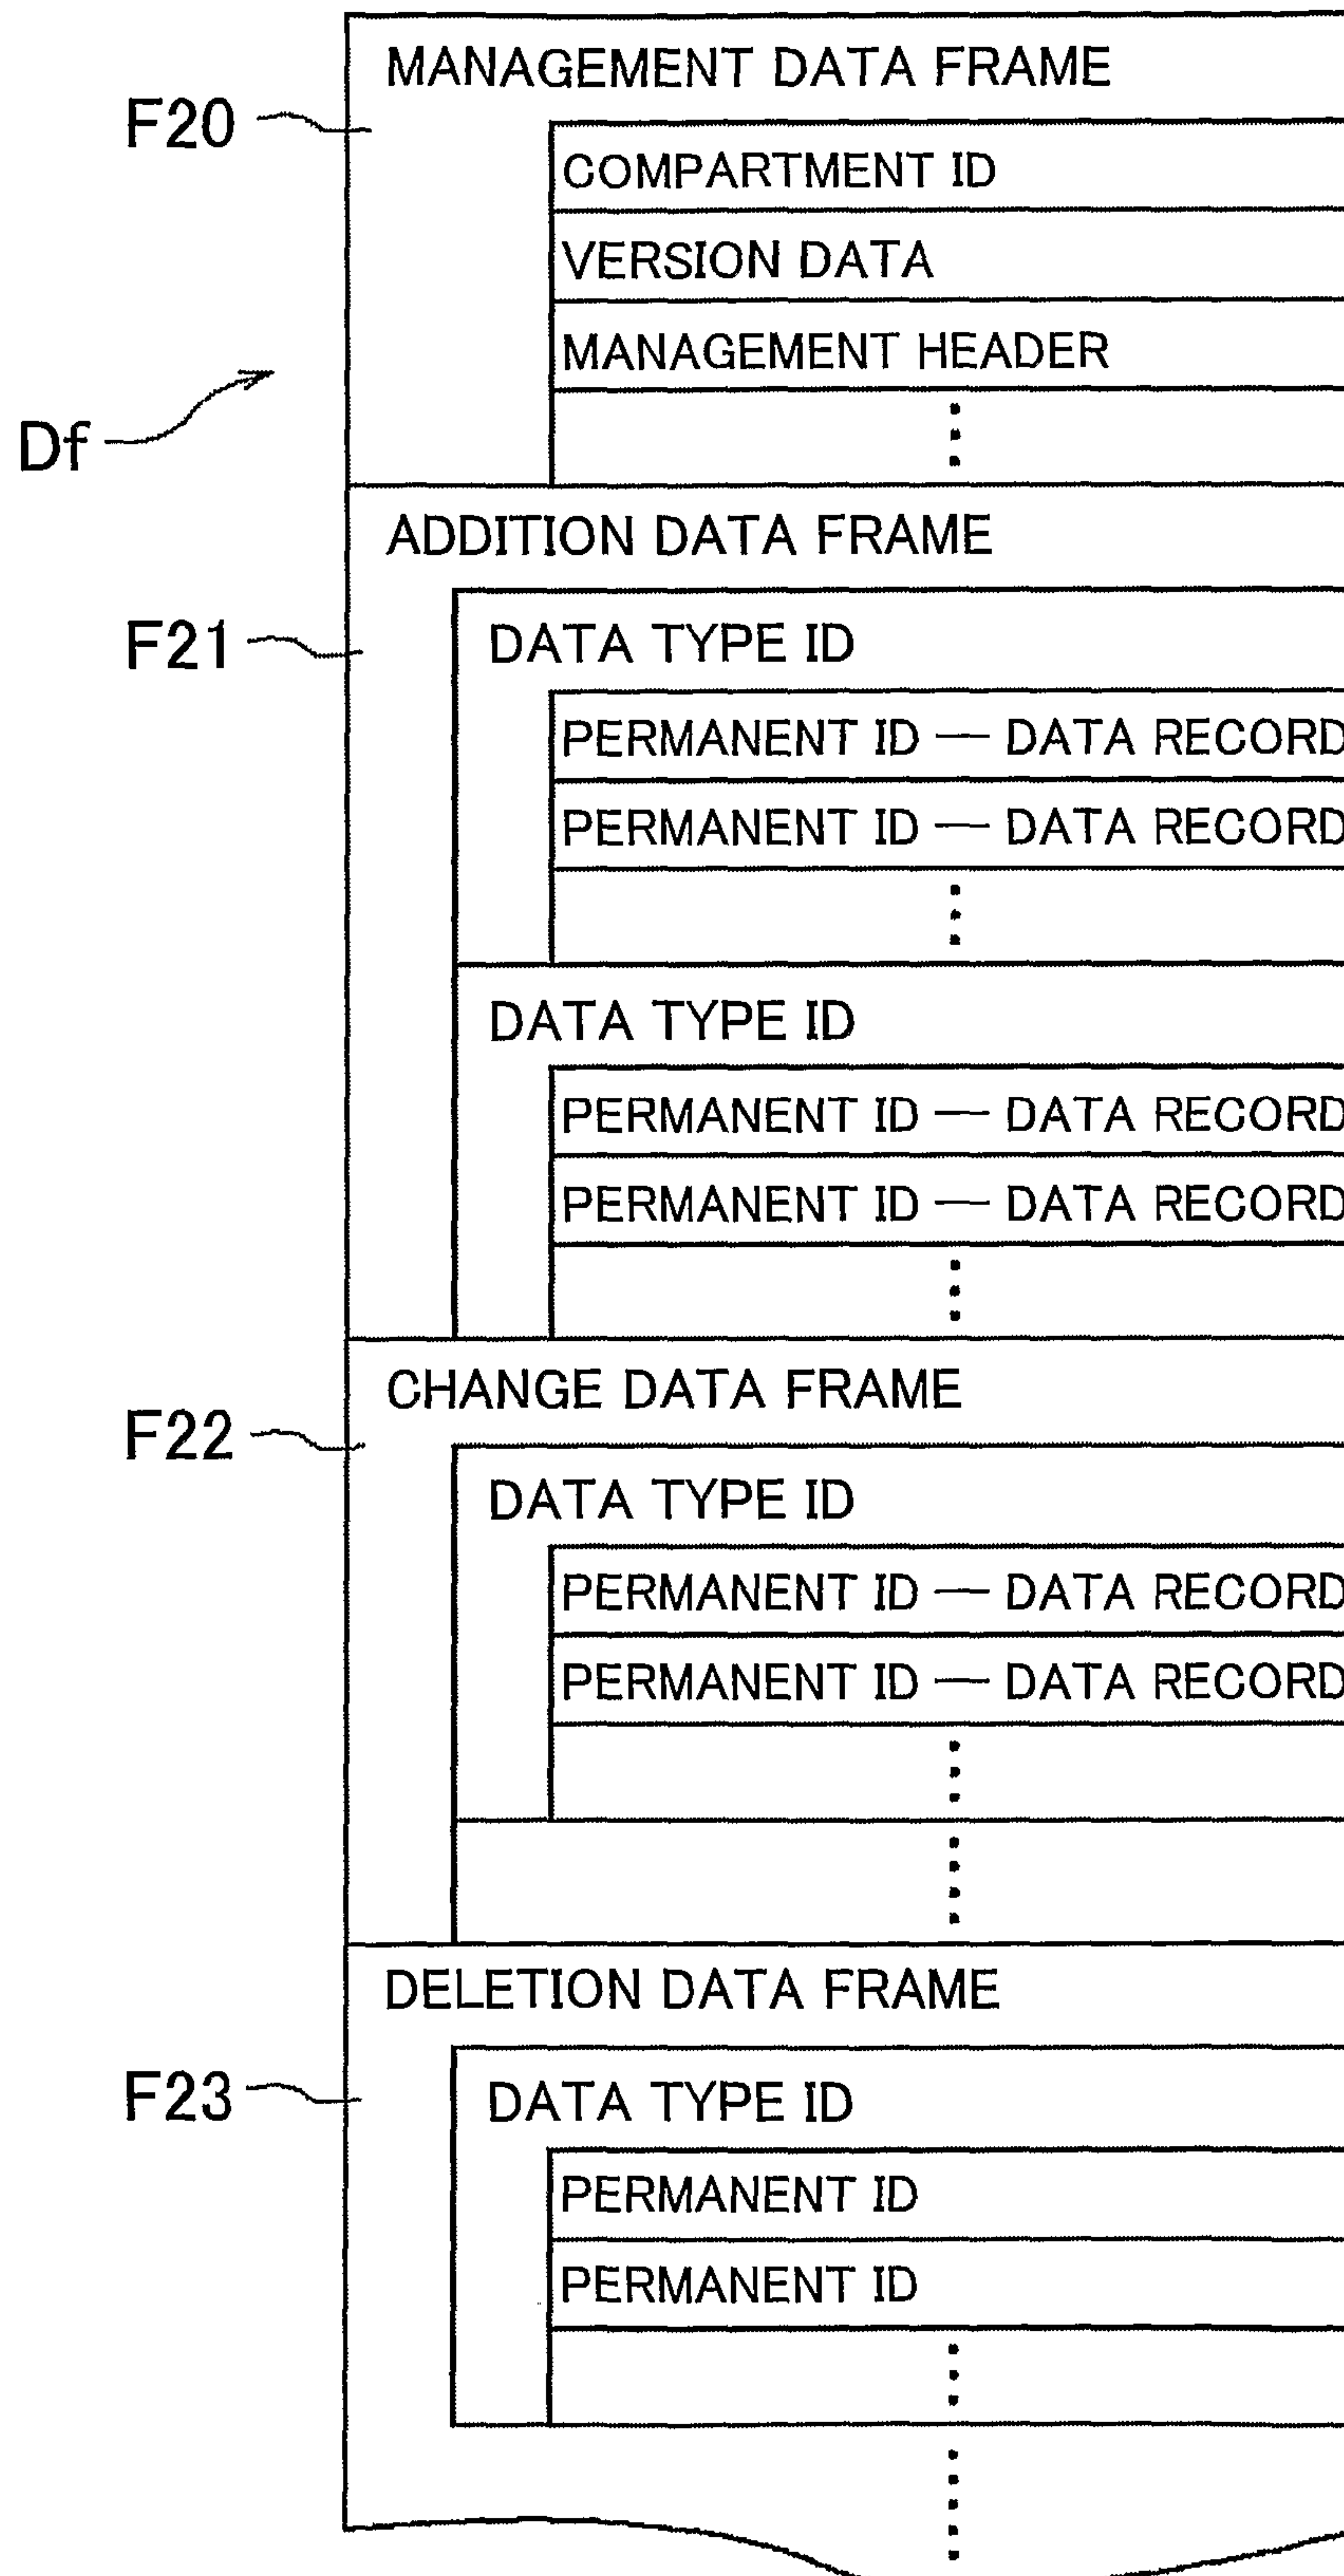 MANAGEMENT DATA FRAME
F20
COMPARTMENT ID
VERSION DATA
MANAGEMENT HEADER
Df
ADDITION DATA FRAME
F21
DATA TYPE ID
PERMANENT ID — DATA RECORD
PERMANENT ID — DATA RECORD
DATA TYPE ID
PERMANENT ID — DATA RECORD
PERMANENT ID — DATA RECORD
CHANGE DATA FRAME
F22
DATA TYPE ID
PERMANENT ID — DATA RECORD
PERMANENT ID — DATA RECORD
DELETION DATA FRAME
F23
DATA TYPE ID
PERMANENT ID
PERMANENT ID